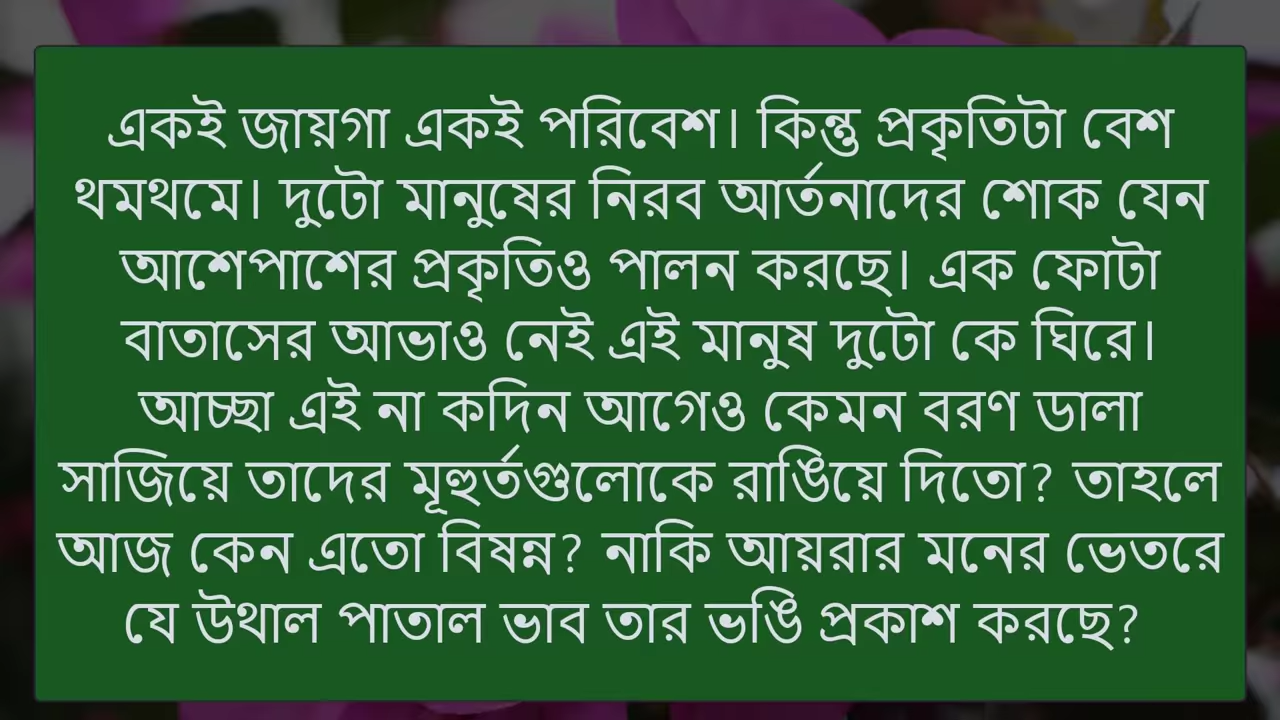 একই জায়গা একই পরিবেশ। কিন্তু প্রকৃতিটা বেশ
থমথমে। দুটো মানুষের নিরব আর্তনাদের শোক যেন
আশেপাশের প্রকৃতিও পালন করছে। এক ফোটা
বাতাসের আভাও নেই এই মানুষ দুটো কে ঘিরে।
আচ্ছা এই না কদিন আগেও কেমন বরণ ডালা
সাজিয়ে তাদের মূহুর্তগুলোকে রাঙিয়ে দিতো? তাহলে
আজ কেন এতো বিষন্ন? নাকি আয়রার মনের ভেতরে
যে উথাল পাতাল ভাব তার ভঙি প্রকাশ করছে?